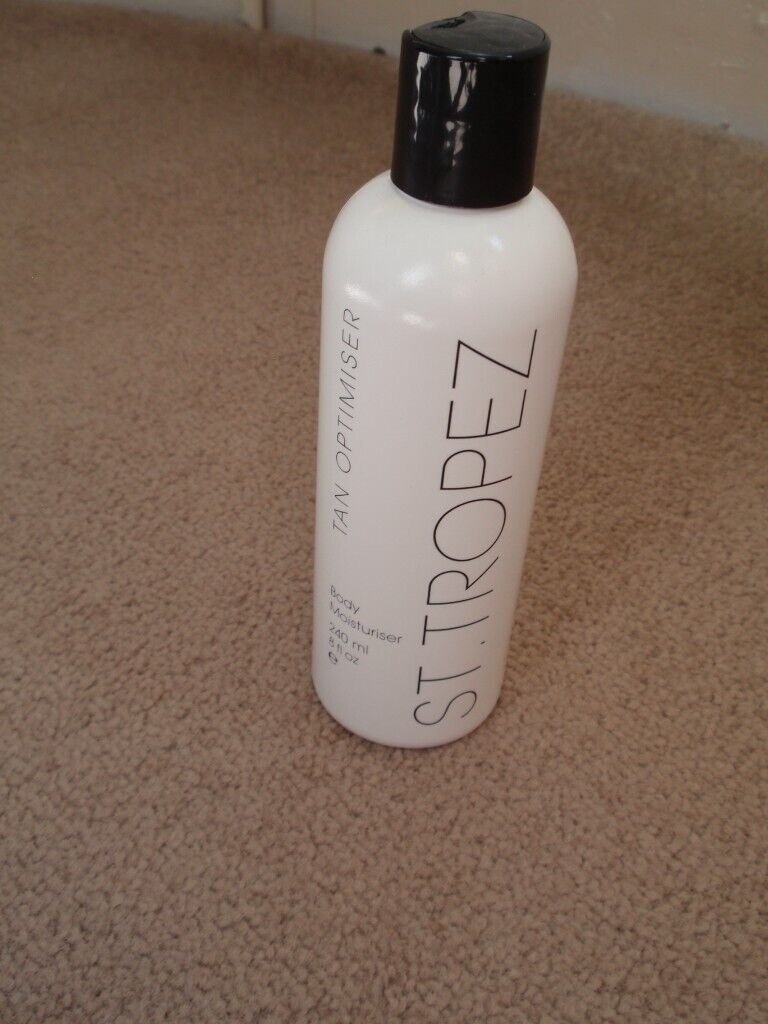 TAN OPTIMISER
Body
Moisturiser
240 ml
8 fl oz
℮
ST.TROPEZ